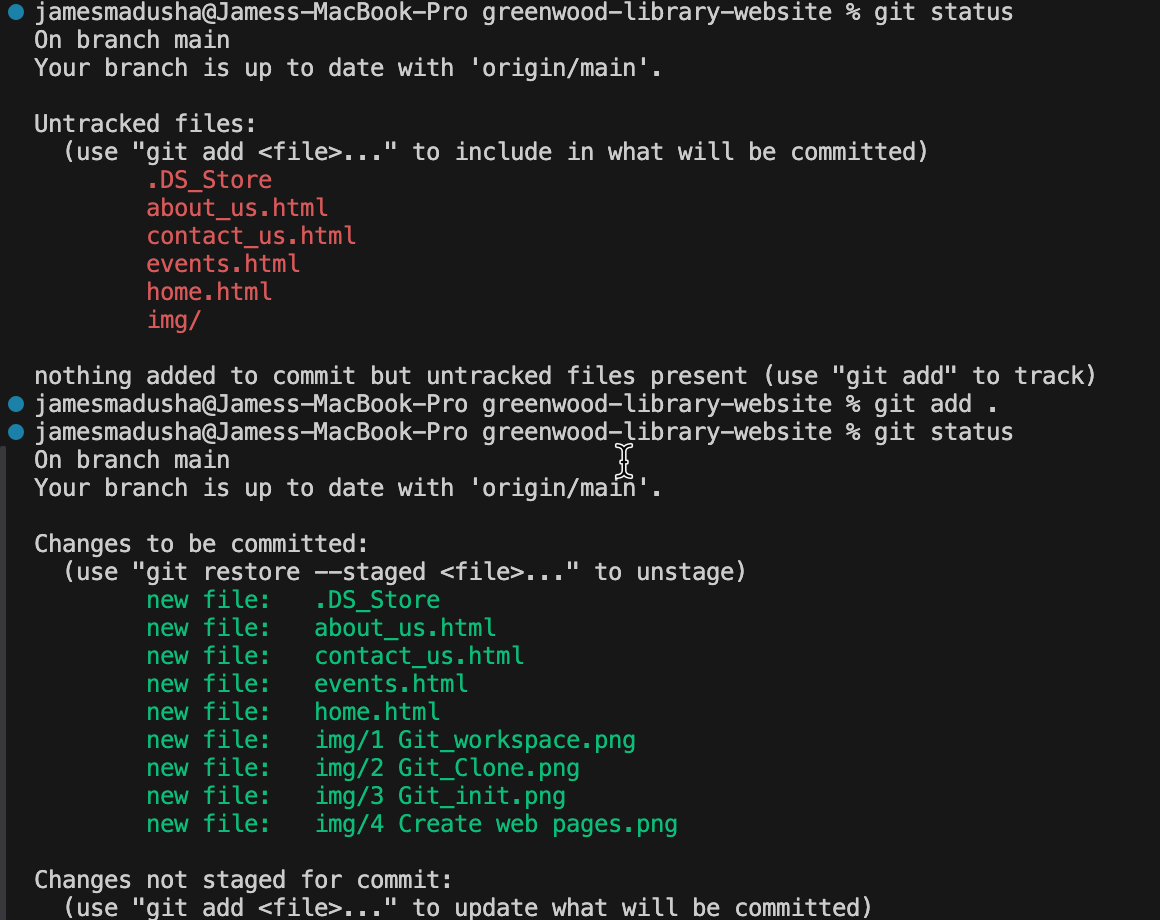 jamesmadusha@Jamess-MacBook-Pro greenwood-library-website % git status
On branch main
Your branch is up to date with 'origin/main'.
Untracked files:
(use "git add <file>..." to include in what will be committed)
.DS_Store
about_us.html
contact_us.html
events.html
home.html
img/
nothing added to commit but untracked files present (use "git add" to track)
jamesmadusha@Jamess-MacBook-Pro greenwood-library-website % git add .
jamesmadusha@Jamess-MacBook-Pro greenwood-library-website % git status
On branch main
Your branch is up to date with 'origin/main'.
Changes to be committed:
(use "git restore --staged <file>..." to unstage)
new file:   .DS_Store
new file:   about_us.html
new file:   contact_us.html
new file:   events.html
new file:   home.html
new file:   img/1 Git_workspace.png
new file:   img/2 Git_Clone.png
new file:   img/3 Git_init.png
new file:   img/4 Create web pages.png
Changes not staged for commit:
(use "git add <file>..." to update what will be committed)